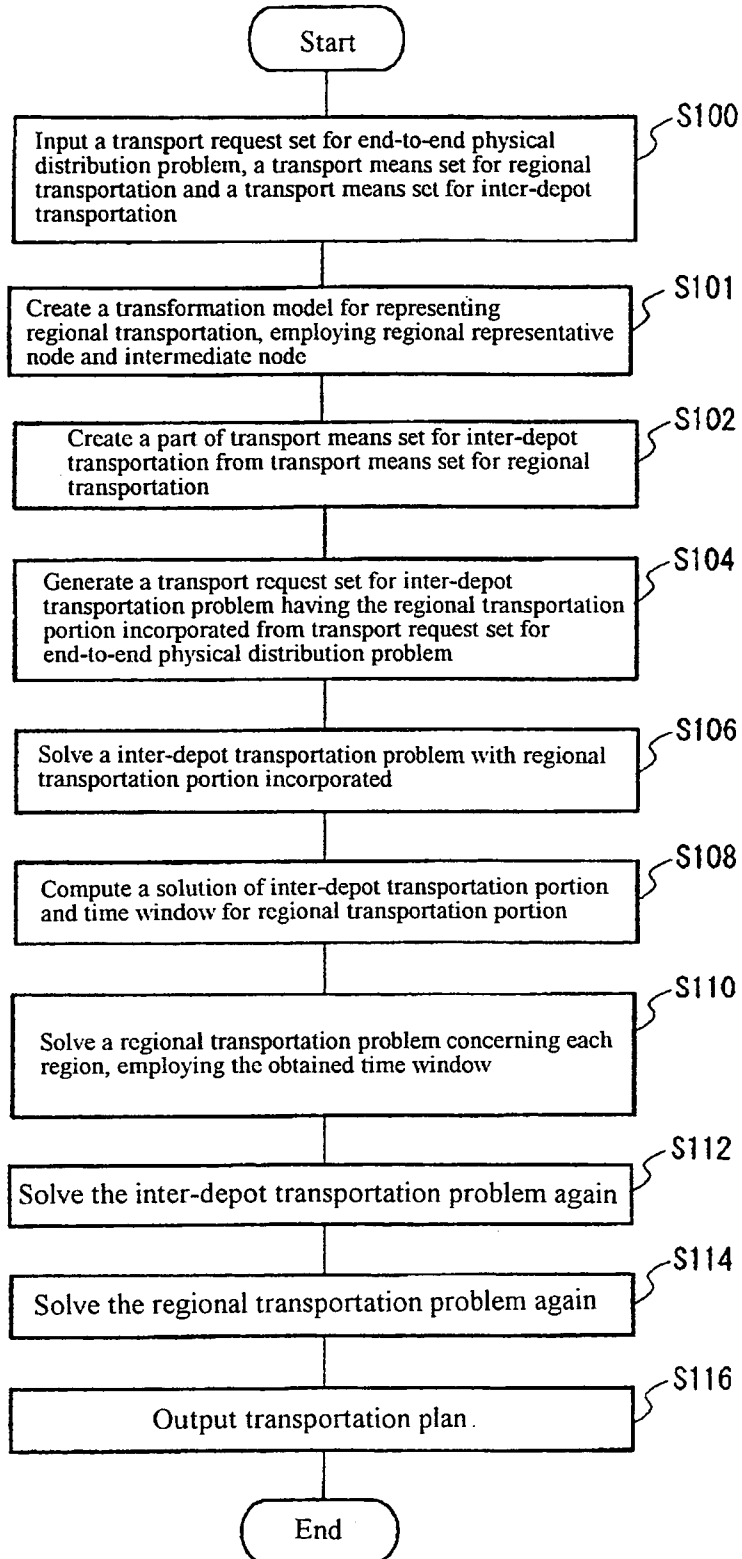 Start
S100
Input a transport request set for end-to-end physical
distribution problem, a transport means set for regional
transportation and a transport means set for inter-depot
transportation
S101
Create a transformation model for representing
regional transportation, employing regional representative
node and intermediate node
S102
Create a part of transport means set for inter-depot
transportation from transport means set for regional
transportation
S104
Generate a transport request set for inter-depot
transportation problem having the regional transportation
portion incorporated from transport request set for
end-to-end physical distribution problem
S106
Solve a inter-depot transportation problem with regional
transportation portion incorporated
S108
Compute a solution of inter-depot transportation portion
and time window for regional transportation portion
S110
Solve a regional transportation problem concerning each
region, employing the obtained time window
S112
Solve the inter-depot transportation problem again
S114
Solve the regional transportation problem again
S116
Output transportation plan.
End